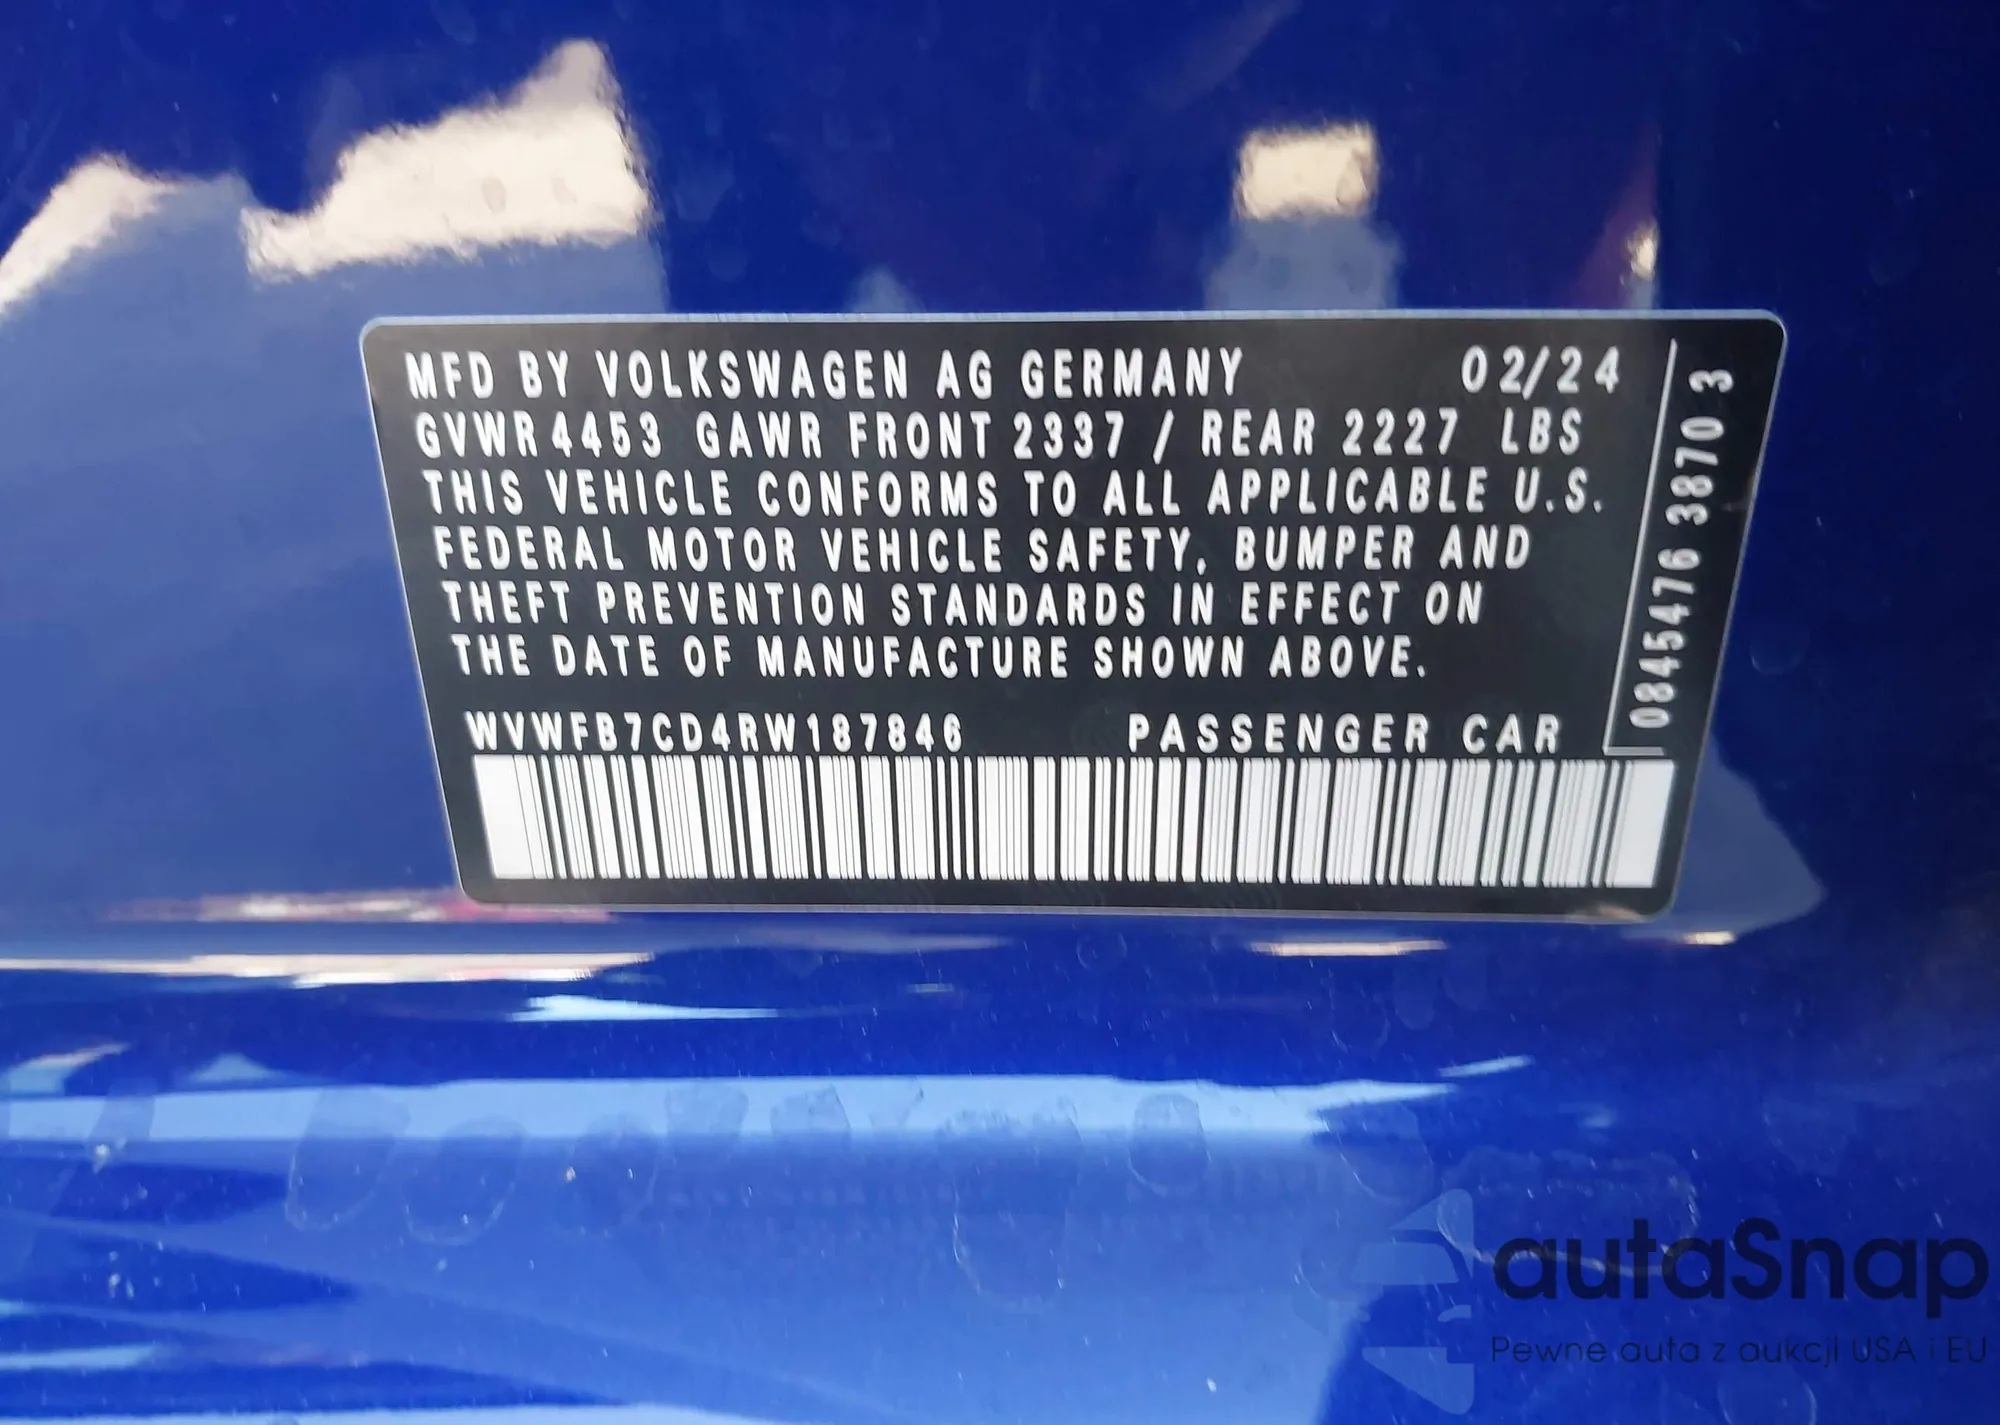 MFD BY VOLKSWAGEN AG GERMANY 02/24
GVWR 4453 GAWR FRONT 2337 / REAR 2227 LBS
THIS VEHICLE CONFORMS TO ALL APPLICABLE U.S.
FEDERAL MOTOR VEHICLE SAFETY, BUMPER AND
THEFT PREVENTION STANDARDS IN EFFECT ON
THE DATE OF MANUFACTURE SHOWN ABOVE.
WVWFB7CD4RW187846 PASSENGER CAR
0845476 3870 3
autaSnap
Pewne auta z aukcji USA i EU